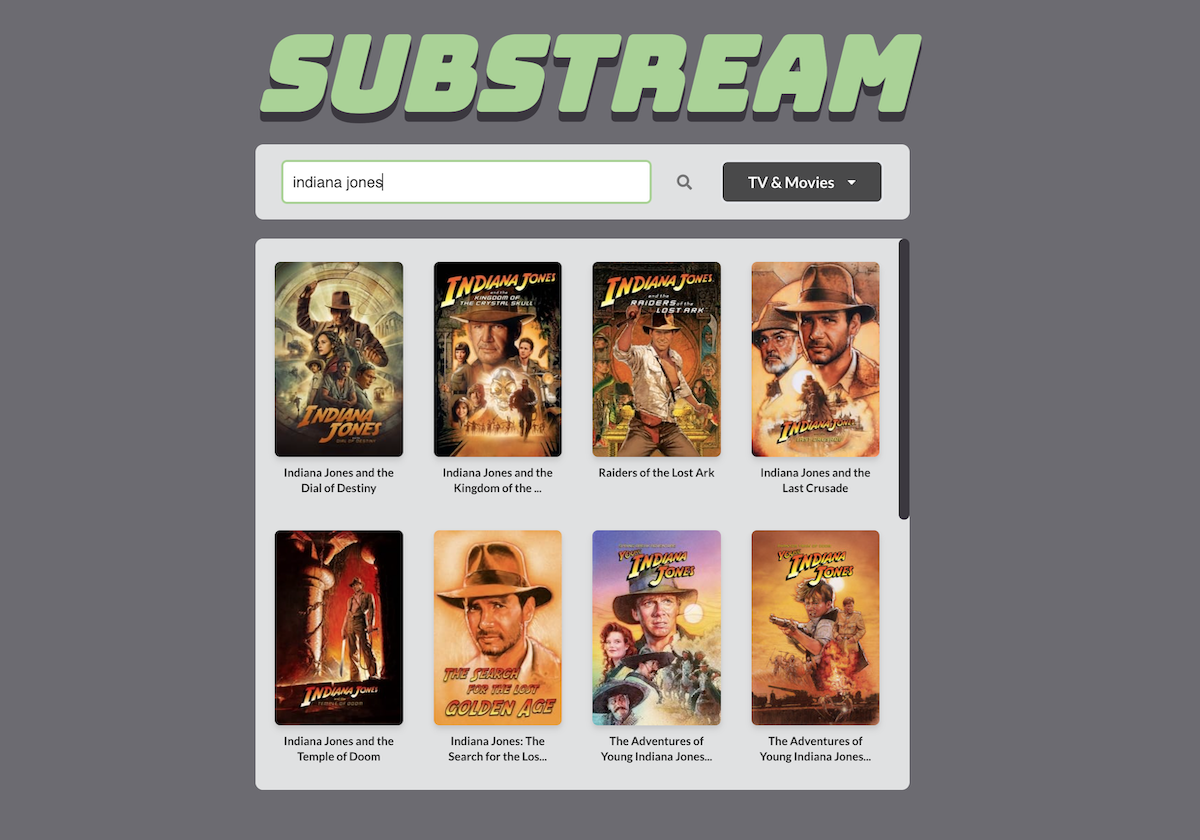 SUBSTREAM
indiana jones
TV & Movies
INDIANA
JONES
DIAL OF DESTINY
INDIANA JONES
and the
KINGDOM OF
THE CRYSTAL SKULL
INDIANA JONES
and the
RAIDERS of the
LOST ARK
INDIANA JONES
Indiana Jones and the
Dial of Destiny
Indiana Jones and the
Kingdom of the ...
Raiders of the Lost Ark
Indiana Jones and the
Last Crusade
INDIANA JONES
TEMPLE OF DOOM
THE SEARCH
FOR THE LOST
GOLDEN AGE
YOUNG
INDIANA
JONES
YOUNG
INDIANA
JONES
Indiana Jones and the
Temple of Doom
Indiana Jones: The
Search for the Los...
The Adventures of
Young Indiana Jones...
The Adventures of
Young Indiana Jones...